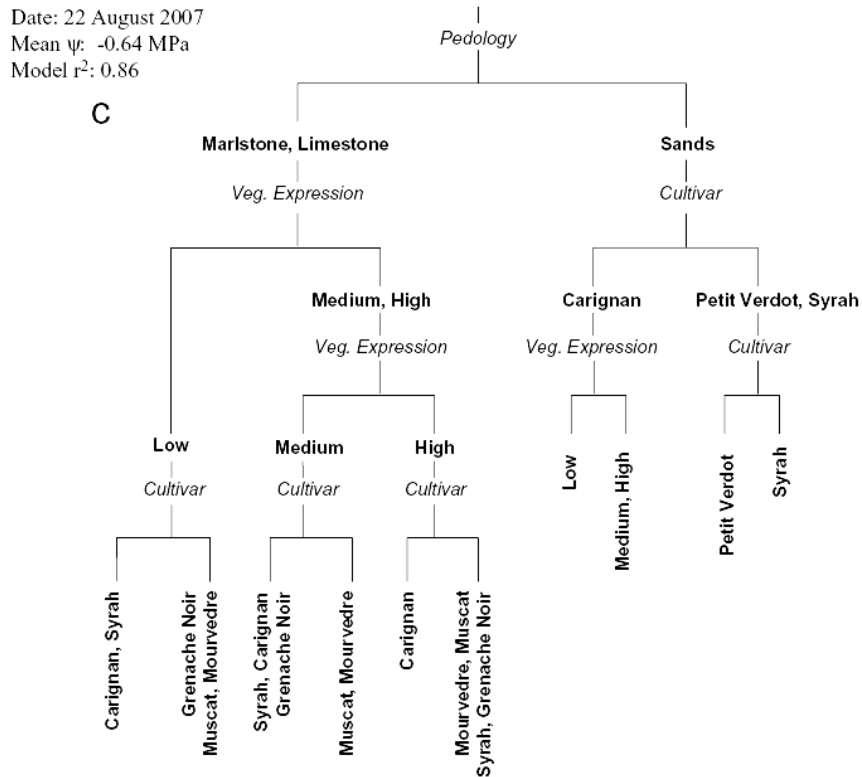 Date: 22 August 2007
Mean ψ: -0.64 MPa
Model r²: 0.86
C
Pedology
Marlstone, Limestone
Sands
Veg. Expression
Cultivar
Medium, High
Carignan
Petit Verdot, Syrah
Veg. Expression
Veg. Expression
Cultivar
Low
Medium
High
Low
Medium, High
Petit Verdot
Syrah
Cultivar
Cultivar
Cultivar
Carignan, Syrah
Grenache Noir
Muscat, Mourvedre
Syrah, Carignan
Grenache Noir
Muscat, Mourvedre
Carignan
Mourvedre, Muscat
Syrah, Grenache Noir